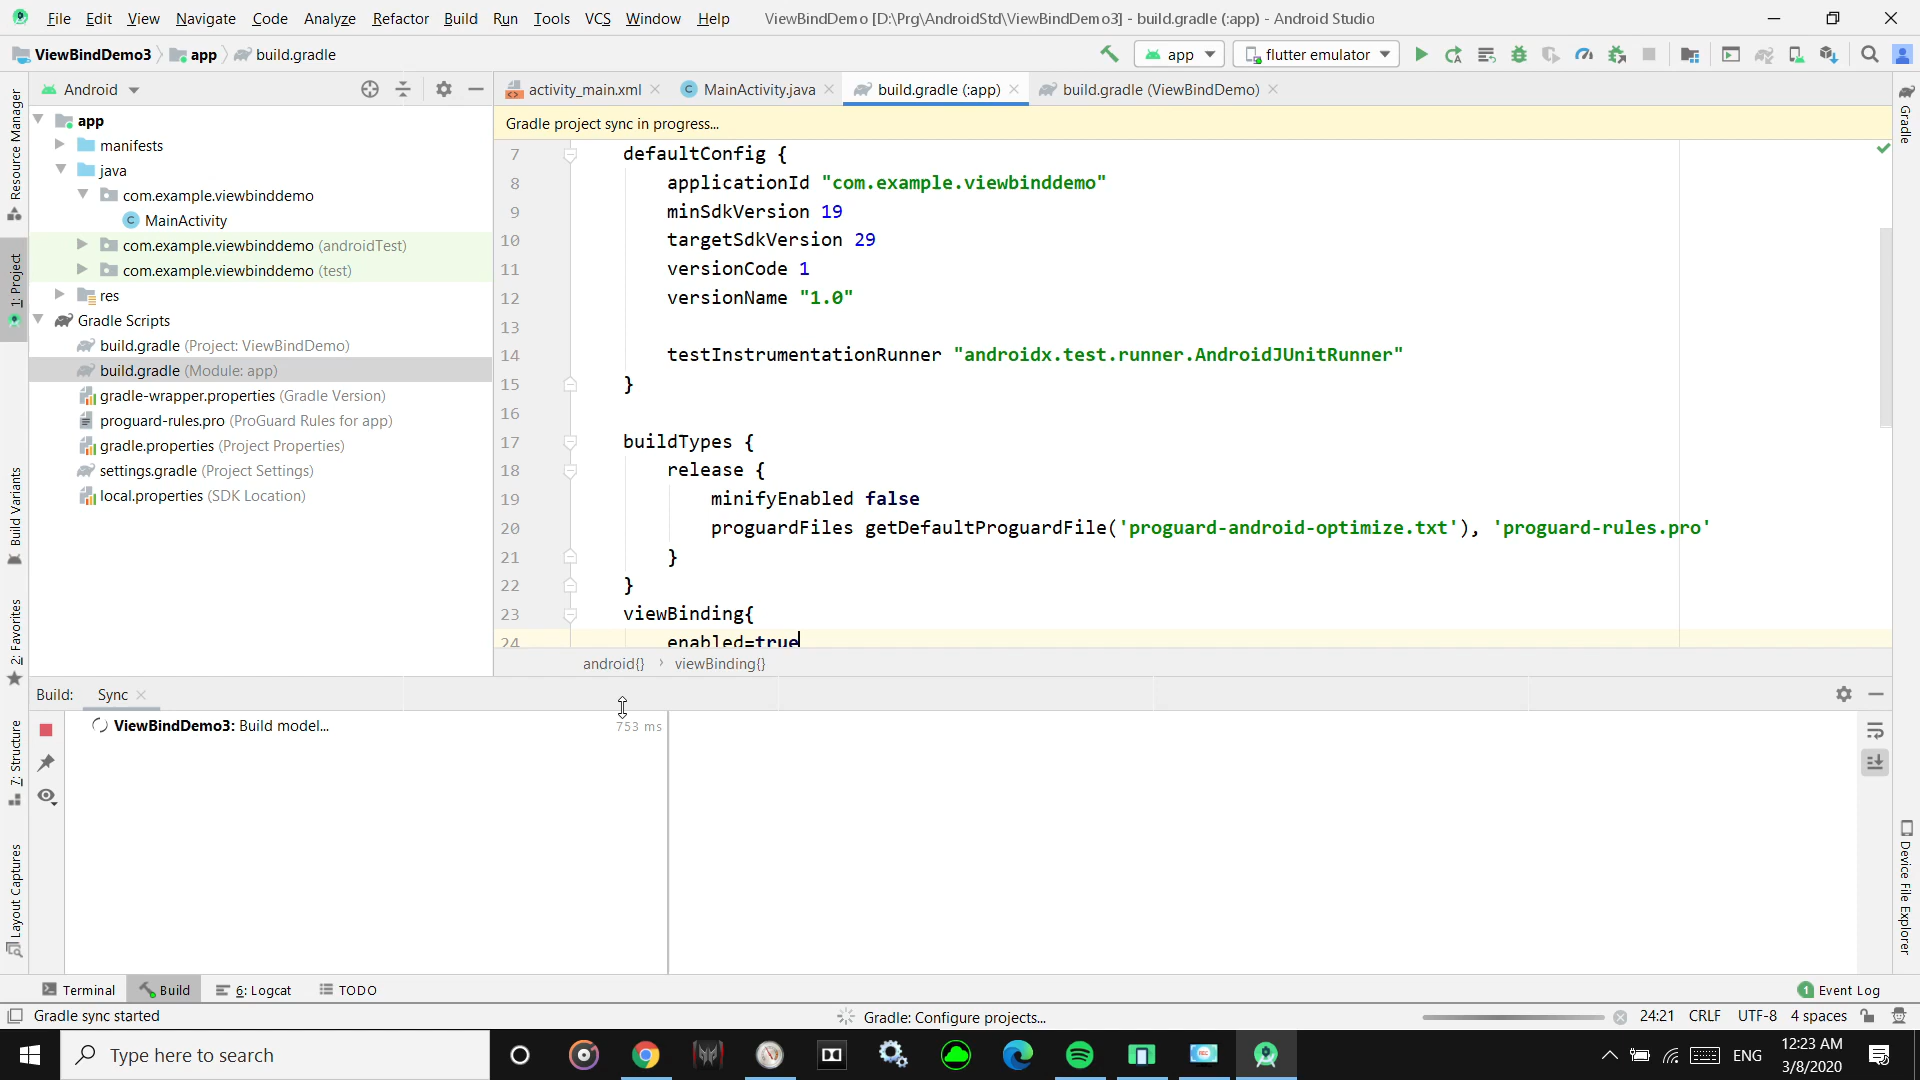 File Edit View Navigate Code Analyze Refactor Build Run Tools VCS Window Help ViewBindDemo [D:\Prg\AndroidStd\ViewBindDemo3] - build.gradle (:app) - Android Studio
ViewBindDemo3 app build.gradle app flutter emulator
Android
activity_main.xml MainActivity.java build.gradle (:app) build.gradle (ViewBindDemo)
Gradle project sync in progress...
app
manifests
java
com.example.viewbinddemo
MainActivity
com.example.viewbinddemo (androidTest)
com.example.viewbinddemo (test)
res
Gradle Scripts
build.gradle (Project: ViewBindDemo)
build.gradle (Module: app)
gradle-wrapper.properties (Gradle Version)
proguard-rules.pro (ProGuard Rules for app)
gradle.properties (Project Properties)
settings.gradle (Project Settings)
local.properties (SDK Location)
7 defaultConfig {
8 applicationId "com.example.viewbinddemo"
9 minSdkVersion 19
10 targetSdkVersion 29
11 versionCode 1
12 versionName "1.0"
13
14 testInstrumentationRunner "androidx.test.runner.AndroidJUnitRunner"
15 }
16
17 buildTypes {
18 release {
19 minifyEnabled false
20 proguardFiles getDefaultProguardFile('proguard-android-optimize.txt'), 'proguard-rules.pro'
21 }
22 }
23 viewBinding{
24 enabled=true
android{} › viewBinding{}
Resource Manager
1: Project
Build Variants
2: Favorites
7: Structure
Layout Captures
Gradle
Device File Explorer
Build: Sync
ViewBindDemo3: Build model... 753 ms
Terminal Build 6: Logcat TODO 1 Event Log
Gradle sync started Gradle: Configure projects... 24:21 CRLF UTF-8 4 spaces
Type here to search ENG 12:23 AM
3/8/2020